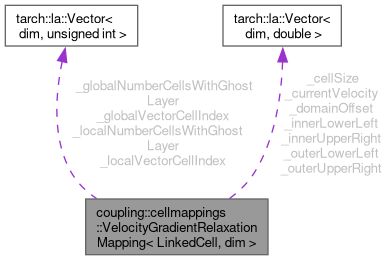 tarch::la::Vector<
dim, unsigned int >
tarch::la::Vector<
dim, double >
_globalNumberCellsWithGhost
Layer
_globalVectorCellIndex
_localNumberCellsWithGhost
Layer
_localVectorCellIndex
_cellSize
_currentVelocity
_domainOffset
_innerLowerLeft
_innerUpperRight
_outerLowerLeft
_outerUpperRight
coupling::cellmappings
::VelocityGradientRelaxation
Mapping< LinkedCell, dim >